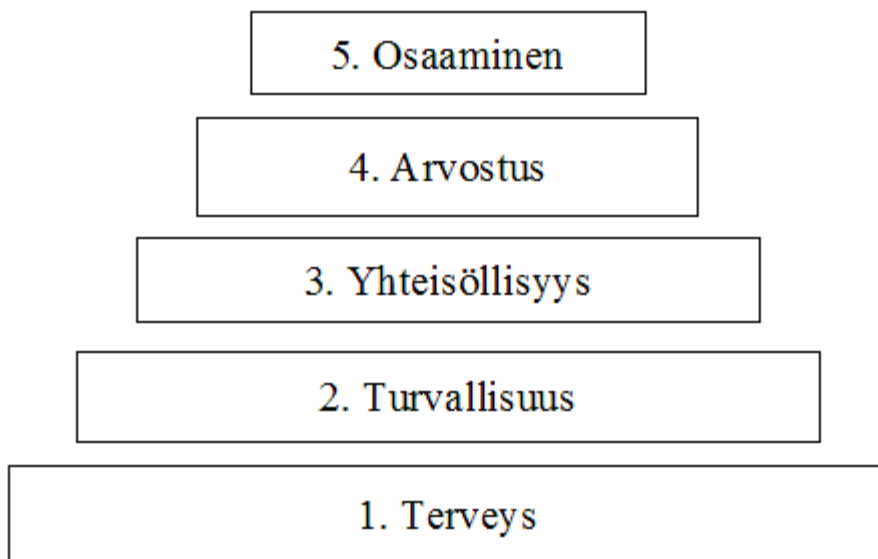 5. Osaaminen
4. Arvostus
3. Yhteisöllisyys
2. Turvallisuus
1. Terveys